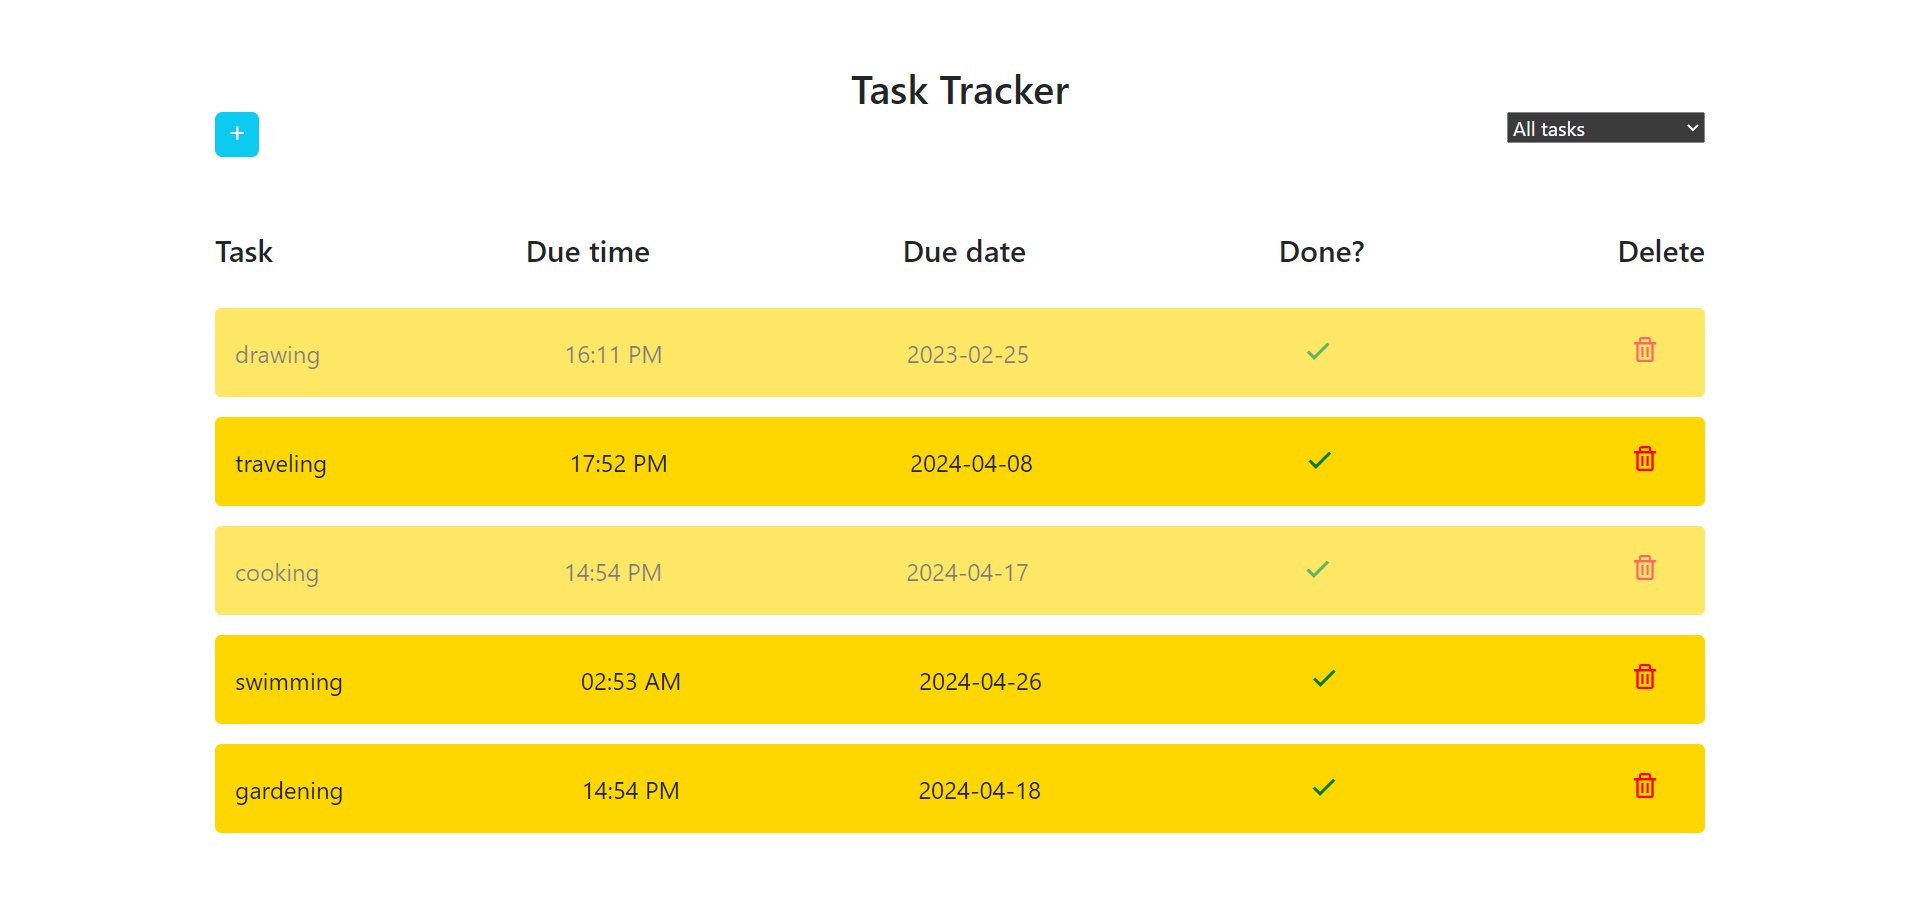 Task Tracker
+
All tasks
Task Due time Due date Done? Delete
drawing 16:11 PM 2023-02-25
traveling 17:52 PM 2024-04-08
cooking 14:54 PM 2024-04-17
swimming 02:53 AM 2024-04-26
gardening 14:54 PM 2024-04-18